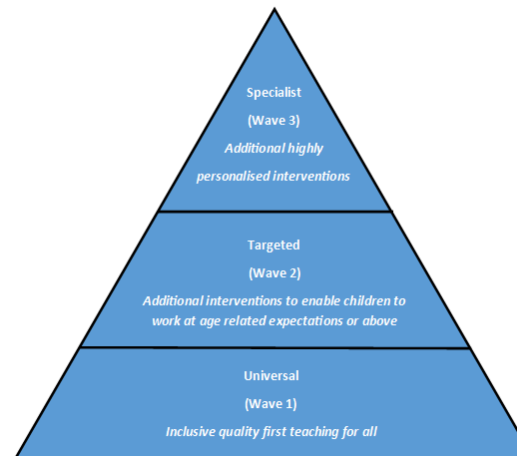 Specialist
(Wave 3)
Additional highly
personalised interventions
Targeted
(Wave 2)
Additional interventions to enable children to
work at age related expectations or above
Universal
(Wave 1)
Inclusive quality first teaching for all